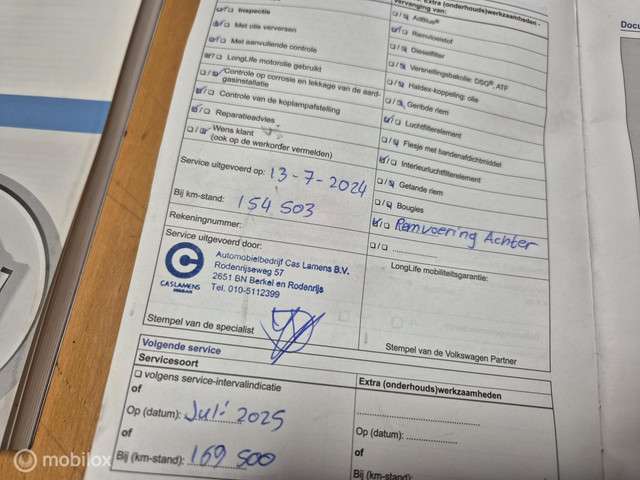 Extra (onderhouds)werkzaamheden -
vervanging van:
Inspectie
Met olie verversen
Met aanvullende controle
LongLife motorolie gebruikt
Controle op corrosie en lekkage van de aard-
gasinstallatie
Controle van de koplampafstelling
Reparatieadvies
Wens klant
(ook op de werkorder vermelden)
AdBlue®
Remvloeistof
Dieselfilter
Versnellingsbakolie: DSG®, ATF
Haldex-koppeling: olie
Geribde riem
Luchtfilterelement
Flesje met bandenafdichtmiddel
Interieurluchtfilterelement
Getande riem
Bougies
Remvoering Achter
Service uitgevoerd op: 13-7-2024
Bij km-stand: 154 503
Rekeningnummer:
Service uitgevoerd door:
Automobielbedrijf Cas Lamens B.V.
Rodenrijseweg 57
2651 BN Berkel en Rodenrijs
Tel. 010-5112399
CAS LAMENS
Stempel van de specialist
LongLife mobiliteitsgarantie:
Stempel van de Volkswagen Partner
Volgende service
Servicesoort
volgens service-intervalindicatie
of
Op (datum): Juli 2025
of
Bij (km-stand): 169 500
Extra (onderhouds)werkzaamheden
of
Op (datum):
Docu
mobilox